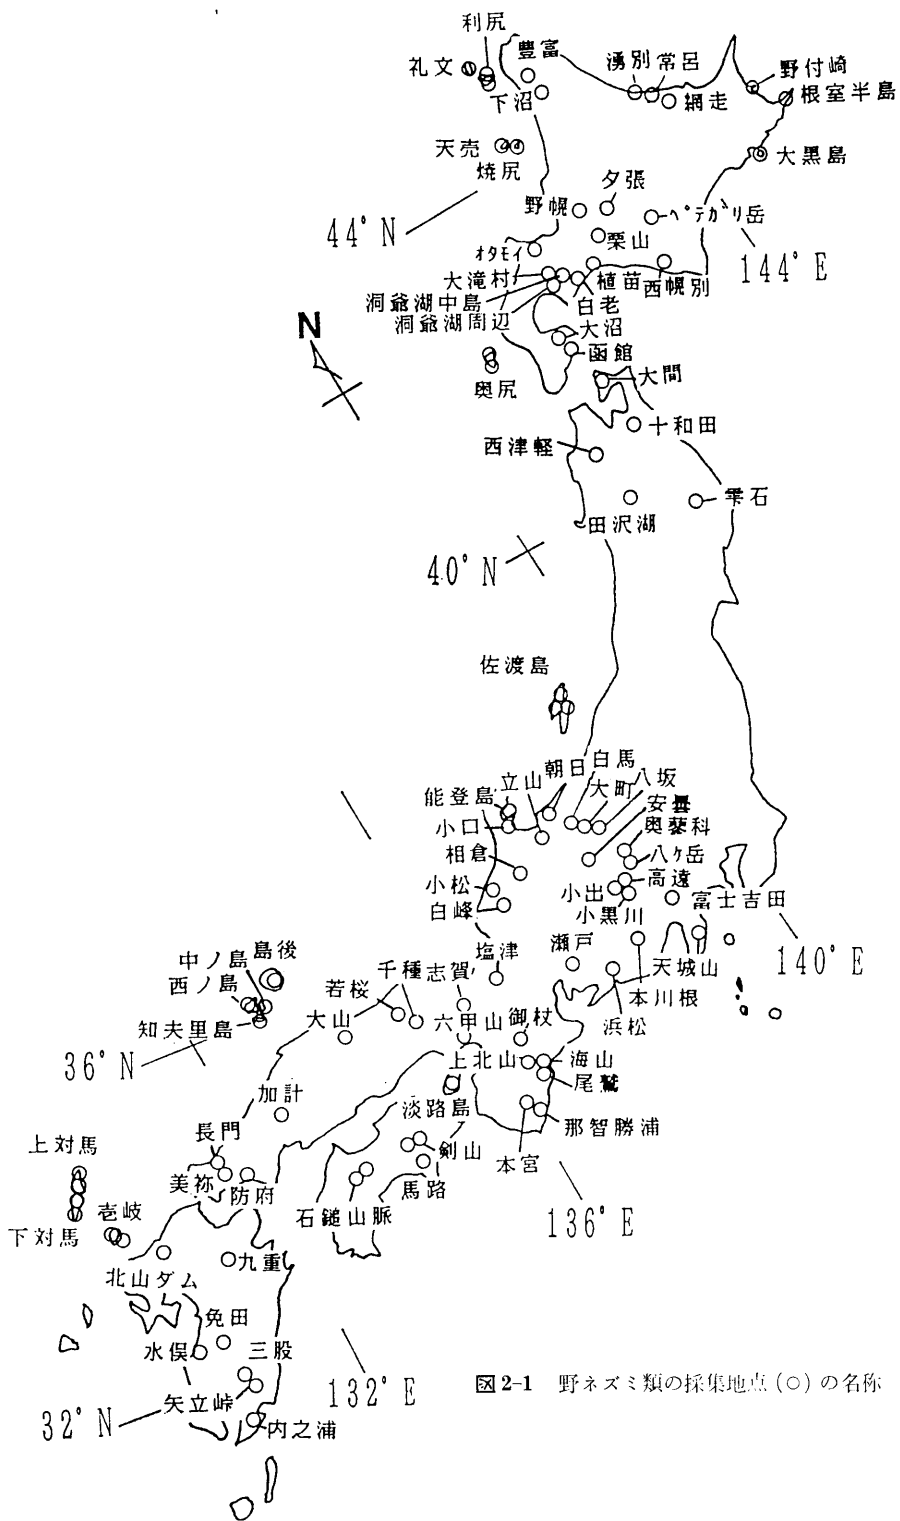 利尻
礼文
豊富
下沼
湧別
常呂
網走
野付崎
根室半島
大黒島
天売
焼尻
44°N
夕張
野幌
ペテガリ岳
栗山
144°E
オタモイ
大滝村
植苗
西幌別
洞爺湖中島
白老
洞爺湖周辺
N
大沼
函館
奥尻
大間
十和田
西津軽
雫石
田沢湖
40°N
佐渡島
朝日
白馬
立山
八坂
大町
能登島
安曇
小口
奥蓼科
相倉
八ヶ岳
小松
高遠
小出
富士吉田
白峰
小黒川
塩津
瀬戸
天城山
140°E
島後
中ノ島
西ノ島
千種
志賀
若桜
本川根
知夫里島
大山
六甲山
御杖
浜松
36°N
上北山
海山
尾鷲
加計
淡路島
那智勝浦
長門
剣山
本宮
上対馬
美祢
防府
馬路
石鎚山脈
136°E
壱岐
下対馬
九重
北山ダム
免田
水俣
三股
132°E
矢立峠
32°N
内之浦
図2-1 野ネズミ類の採集地点(○)の名称